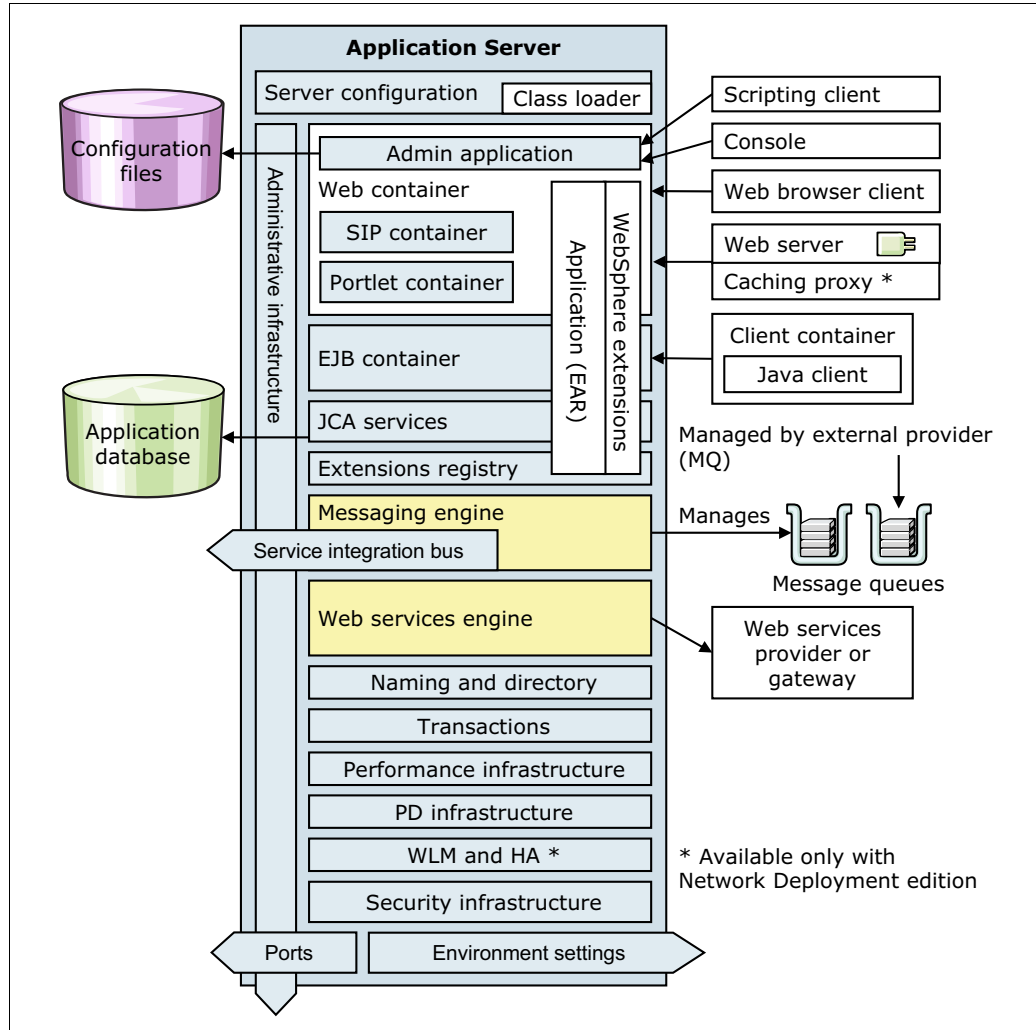 Application Server
Server configuration
Class loader
Configuration
files
Administrative infrastructure
Admin application
Web container
SIP container
Portlet container
Application (EAR)
WebSphere extensions
EJB container
Application
database
JCA services
Extensions registry
Messaging engine
Service integration bus
Web services engine
Naming and directory
Transactions
Performance infrastructure
PD infrastructure
WLM and HA *
Security infrastructure
Ports
Environment settings
Scripting client
Console
Web browser client
Web server
Caching proxy *
Client container
Java client
Managed by external provider
(MQ)
Manages
Message queues
Web services
provider or
gateway
* Available only with
Network Deployment edition